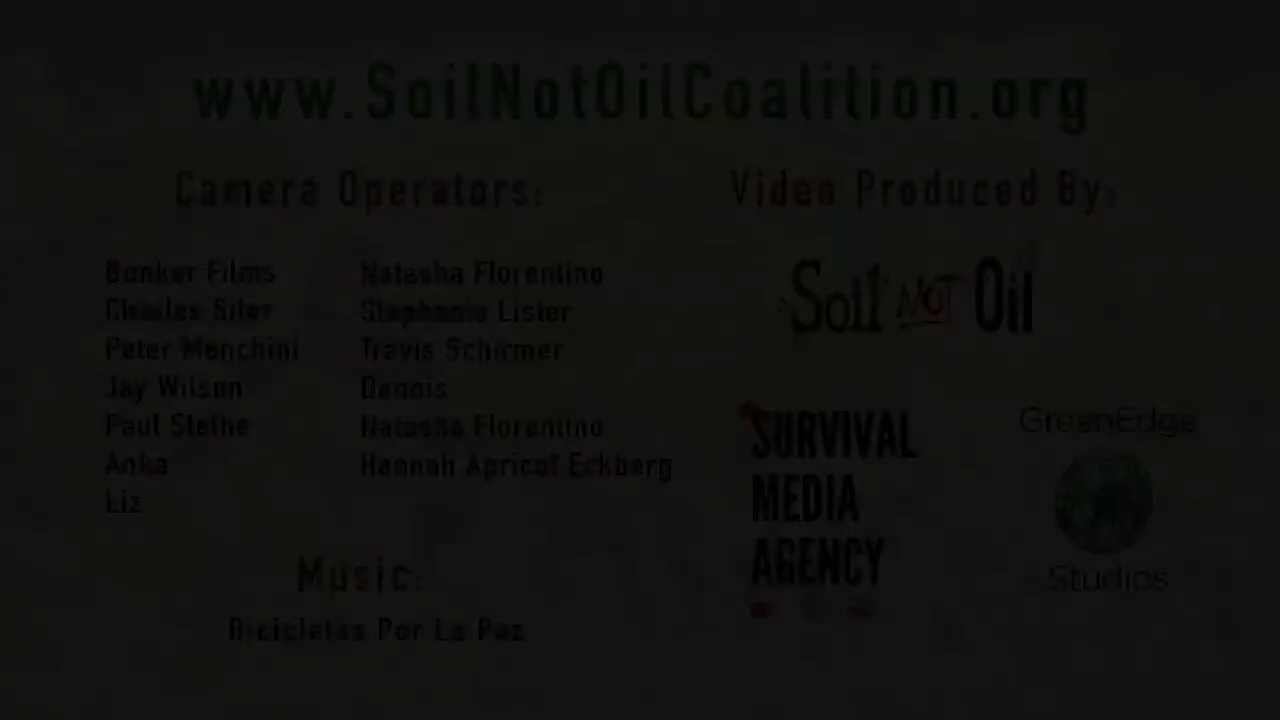 www.SoilNotOilCoalition.org
Camera Operators:
Bunker Films
Charles Siler
Peter Menchini
Jay Wilson
Paul Stethe
Anka
Liz
Natasha Florentino
Stephanie Lister
Travis Schirmer
Dennis
Natasha Florentino
Hannah Apricot Eckberg
Music:
Bicicletas Por La Paz
Video Produced By:
Soil NOT Oil
SURVIVAL
MEDIA
AGENCY
GreenEdge
Studios